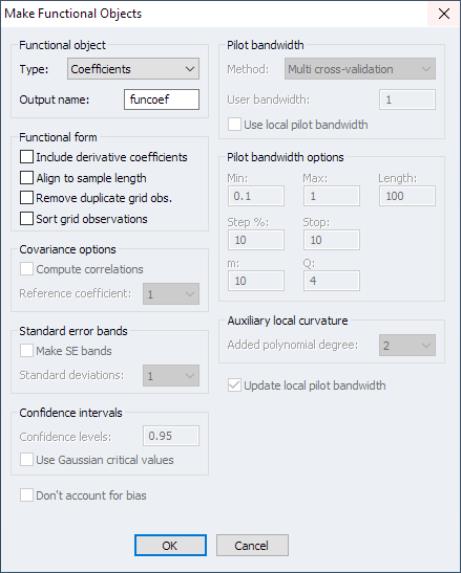 Make Functional Objects
Functional object
Type: Coefficients
Output name: funcoef
Functional form
Include derivative coefficients
Align to sample length
Remove duplicate grid obs.
Sort grid observations
Covariance options
Compute correlations
Reference coefficient: 1
Standard error bands
Make SE bands
Standard deviations: 1
Confidence intervals
Confidence levels: 0.95
Use Gaussian critical values
Don't account for bias
Pilot bandwidth
Method: Multi cross-validation
User bandwidth: 1
Use local pilot bandwidth
Pilot bandwidth options
Min: Max: Length:
0.1 1 100
Step %: Stop:
10 10
m: Q:
10 4
Auxiliary local curvature
Added polynomial degree: 2
Update local pilot bandwidth
OK Cancel